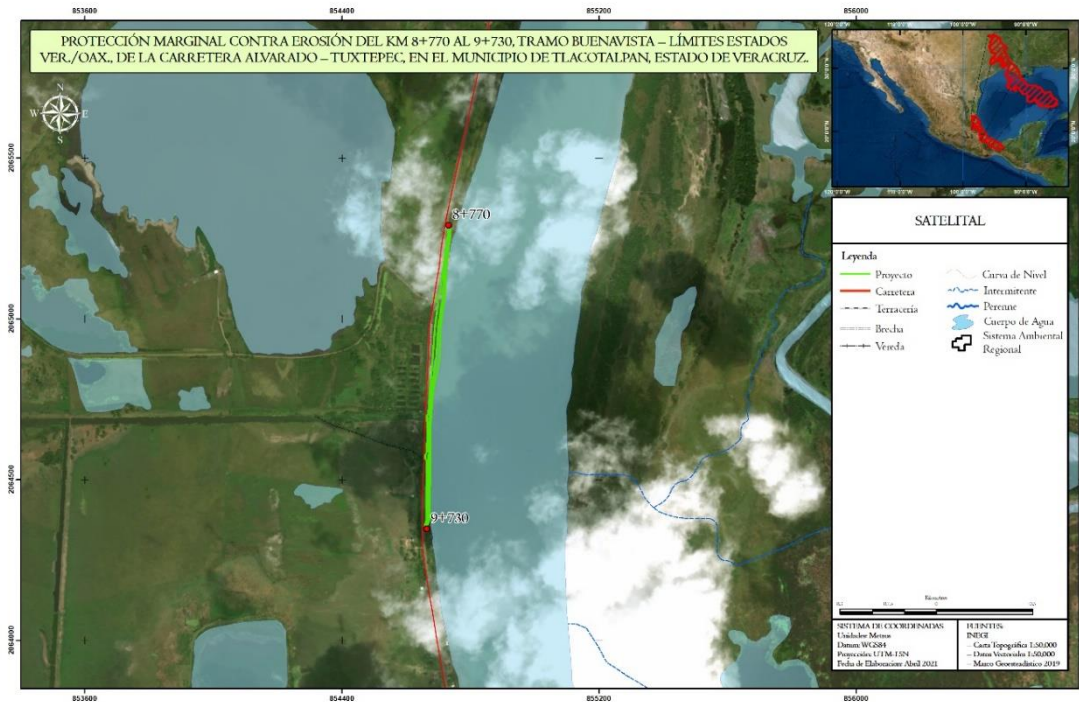 853600 854400 855200 856000
PROTECCIÓN MARGINAL CONTRA EROSIÓN DEL KM 8+770 AL 9+730, TRAMO BUENAVISTA – LÍMITES ESTADOS
VER./OAX., DE LA CARRETERA ALVARADO – TUXTEPEC, EN EL MUNICIPIO DE TLACOTALPAN, ESTADO DE VERACRUZ.
N
W E
S
2065500
8+770
2065000
2064500
9+730
2064000
SATELITAL
Leyenda
Proyecto
Carretera
Terracería
Brecha
Vereda
Curva de Nivel
Intermitente
Perenne
Cuerpo de Agua
Sistema Ambiental
Regional
SISTEMA DE COORDENADAS
Unidades: Metros
Datum: WGS84
Proyección: UTM-15N
Fecha de Elaboración: Abril 2021
FUENTES:
INEGI
– Carta Topográfica 1:50,000
– Datos Vectoriales 1:50,000
– Marco Geoestadístico 2019
853600 854400 855200 856000